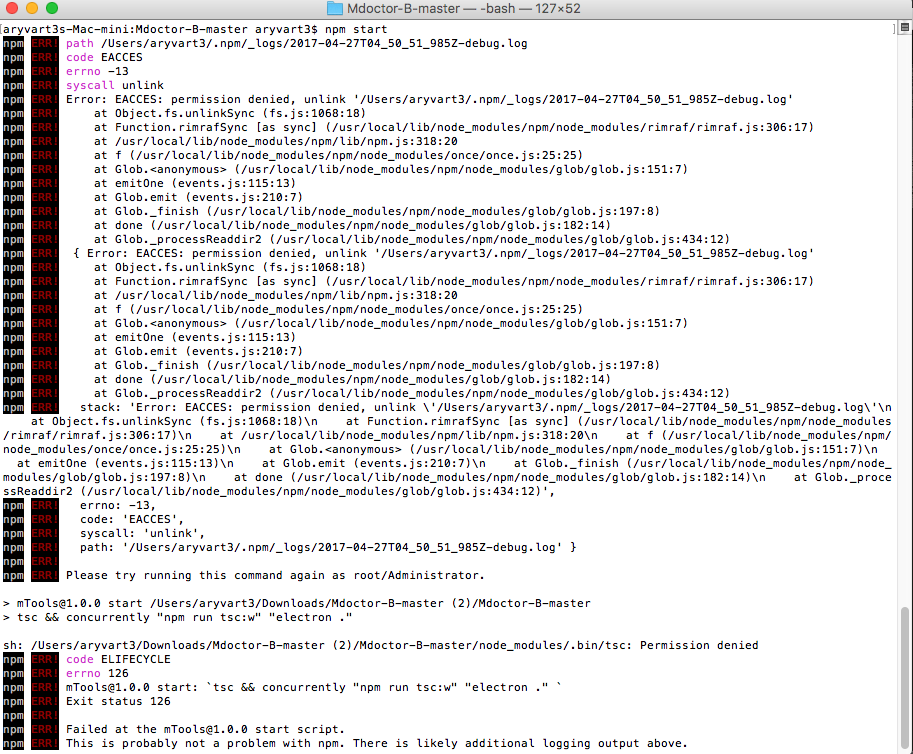 Mdoctor-B-master — -bash — 127×52
[aryvart3s-Mac-mini:Mdoctor-B-master aryvart3$ npm start ]
npm ERR! path /Users/aryvart3/.npm/_logs/2017-04-27T04_50_51_985Z-debug.log
npm ERR! code EACCES
npm ERR! errno -13
npm ERR! syscall unlink
npm ERR! Error: EACCES: permission denied, unlink '/Users/aryvart3/.npm/_logs/2017-04-27T04_50_51_985Z-debug.log'
npm ERR!     at Object.fs.unlinkSync (fs.js:1068:18)
npm ERR!     at Function.rimrafSync [as sync] (/usr/local/lib/node_modules/npm/node_modules/rimraf/rimraf.js:306:17)
npm ERR!     at /usr/local/lib/node_modules/npm/lib/npm.js:318:20
npm ERR!     at f (/usr/local/lib/node_modules/npm/node_modules/once/once.js:25:25)
npm ERR!     at Glob.<anonymous> (/usr/local/lib/node_modules/npm/node_modules/glob/glob.js:151:7)
npm ERR!     at emitOne (events.js:115:13)
npm ERR!     at Glob.emit (events.js:210:7)
npm ERR!     at Glob._finish (/usr/local/lib/node_modules/npm/node_modules/glob/glob.js:197:8)
npm ERR!     at done (/usr/local/lib/node_modules/npm/node_modules/glob/glob.js:182:14)
npm ERR!     at Glob._processReaddir2 (/usr/local/lib/node_modules/npm/node_modules/glob/glob.js:434:12)
npm ERR!  { Error: EACCES: permission denied, unlink '/Users/aryvart3/.npm/_logs/2017-04-27T04_50_51_985Z-debug.log'
npm ERR!     at Object.fs.unlinkSync (fs.js:1068:18)
npm ERR!     at Function.rimrafSync [as sync] (/usr/local/lib/node_modules/npm/node_modules/rimraf/rimraf.js:306:17)
npm ERR!     at /usr/local/lib/node_modules/npm/lib/npm.js:318:20
npm ERR!     at f (/usr/local/lib/node_modules/npm/node_modules/once/once.js:25:25)
npm ERR!     at Glob.<anonymous> (/usr/local/lib/node_modules/npm/node_modules/glob/glob.js:151:7)
npm ERR!     at emitOne (events.js:115:13)
npm ERR!     at Glob.emit (events.js:210:7)
npm ERR!     at Glob._finish (/usr/local/lib/node_modules/npm/node_modules/glob/glob.js:197:8)
npm ERR!     at done (/usr/local/lib/node_modules/npm/node_modules/glob/glob.js:182:14)
npm ERR!     at Glob._processReaddir2 (/usr/local/lib/node_modules/npm/node_modules/glob/glob.js:434:12)
npm ERR!   stack: 'Error: EACCES: permission denied, unlink \'/Users/aryvart3/.npm/_logs/2017-04-27T04_50_51_985Z-debug.log\'\n
    at Object.fs.unlinkSync (fs.js:1068:18)\n    at Function.rimrafSync [as sync] (/usr/local/lib/node_modules/npm/node_modules
/rimraf/rimraf.js:306:17)\n    at /usr/local/lib/node_modules/npm/lib/npm.js:318:20\n    at f (/usr/local/lib/node_modules/npm/
node_modules/once/once.js:25:25)\n    at Glob.<anonymous> (/usr/local/lib/node_modules/npm/node_modules/glob/glob.js:151:7)\n
  at emitOne (events.js:115:13)\n    at Glob.emit (events.js:210:7)\n    at Glob._finish (/usr/local/lib/node_modules/npm/node_
modules/glob/glob.js:197:8)\n    at done (/usr/local/lib/node_modules/npm/node_modules/glob/glob.js:182:14)\n    at Glob._proce
ssReaddir2 (/usr/local/lib/node_modules/npm/node_modules/glob/glob.js:434:12)',
npm ERR!   errno: -13,
npm ERR!   code: 'EACCES',
npm ERR!   syscall: 'unlink',
npm ERR!   path: '/Users/aryvart3/.npm/_logs/2017-04-27T04_50_51_985Z-debug.log' }
npm ERR!
npm ERR! Please try running this command again as root/Administrator.
> mTools@1.0.0 start /Users/aryvart3/Downloads/Mdoctor-B-master (2)/Mdoctor-B-master
> tsc && concurrently "npm run tsc:w" "electron ."
sh: /Users/aryvart3/Downloads/Mdoctor-B-master (2)/Mdoctor-B-master/node_modules/.bin/tsc: Permission denied
npm ERR! code ELIFECYCLE
npm ERR! errno 126
npm ERR! mTools@1.0.0 start: `tsc && concurrently "npm run tsc:w" "electron ." `
npm ERR! Exit status 126
npm ERR!
npm ERR! Failed at the mTools@1.0.0 start script.
npm ERR! This is probably not a problem with npm. There is likely additional logging output above.